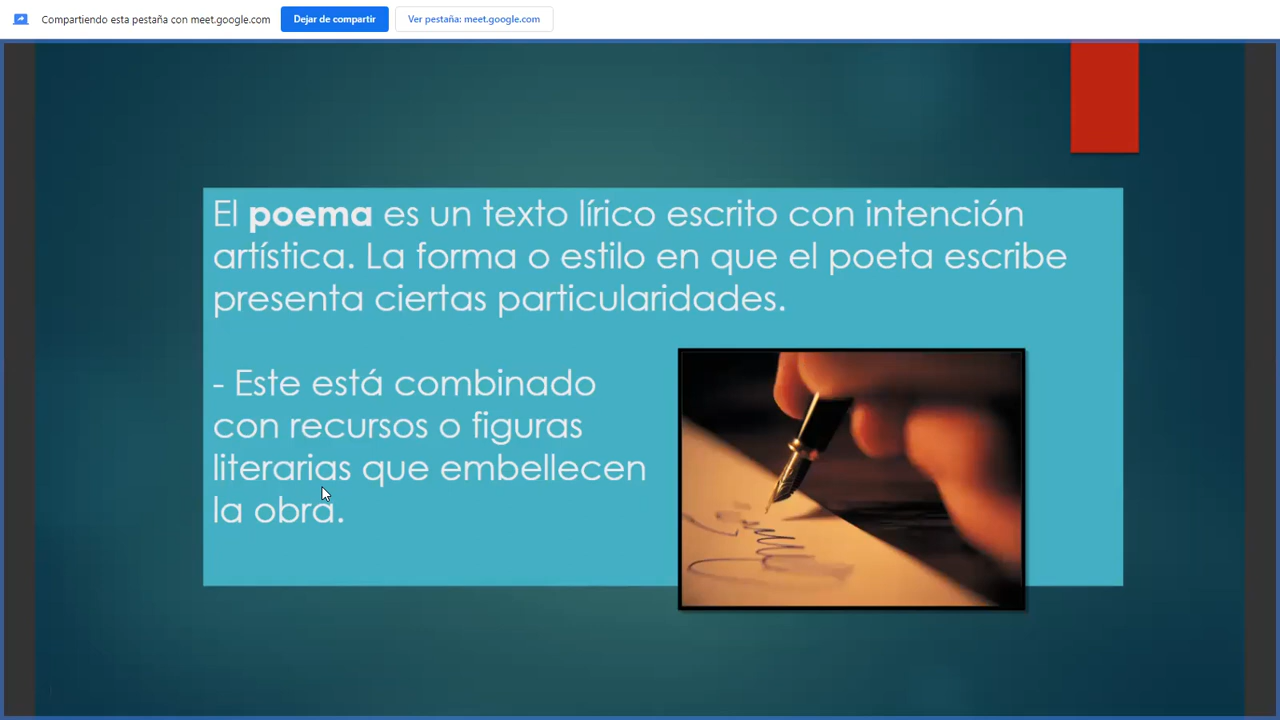 Compartiendo esta pestaña con meet.google.com
Dejar de compartir
Ver pestaña: meet.google.com
El poema es un texto lírico escrito con intención
artística. La forma o estilo en que el poeta escribe
presenta ciertas particularidades.
- Este está combinado
con recursos o figuras
literarias que embellecen
la obra.